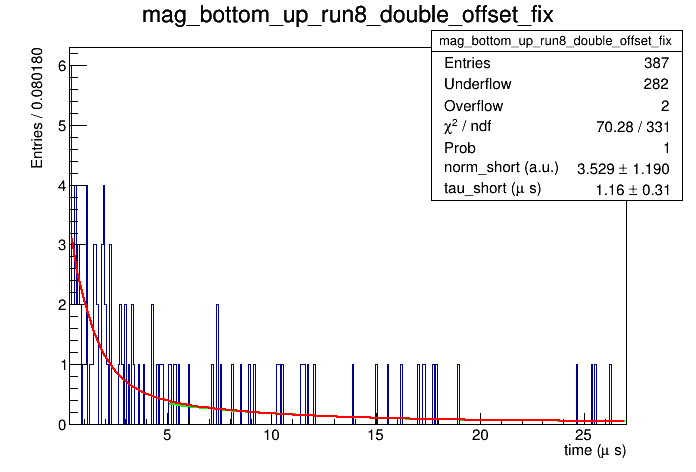 mag_bottom_up_run8_double_offset_fix
mag_bottom_up_run8_double_offset_fix
Entries 387
Underflow 282
Overflow 2
χ² / ndf 70.28 / 331
Prob 1
norm_short (a.u.) 3.529 ± 1.190
tau_short (μ s) 1.16 ± 0.31
Entries / 0.080180
6
5
4
3
2
1
0
5 10 15 20 25
time (μ s)